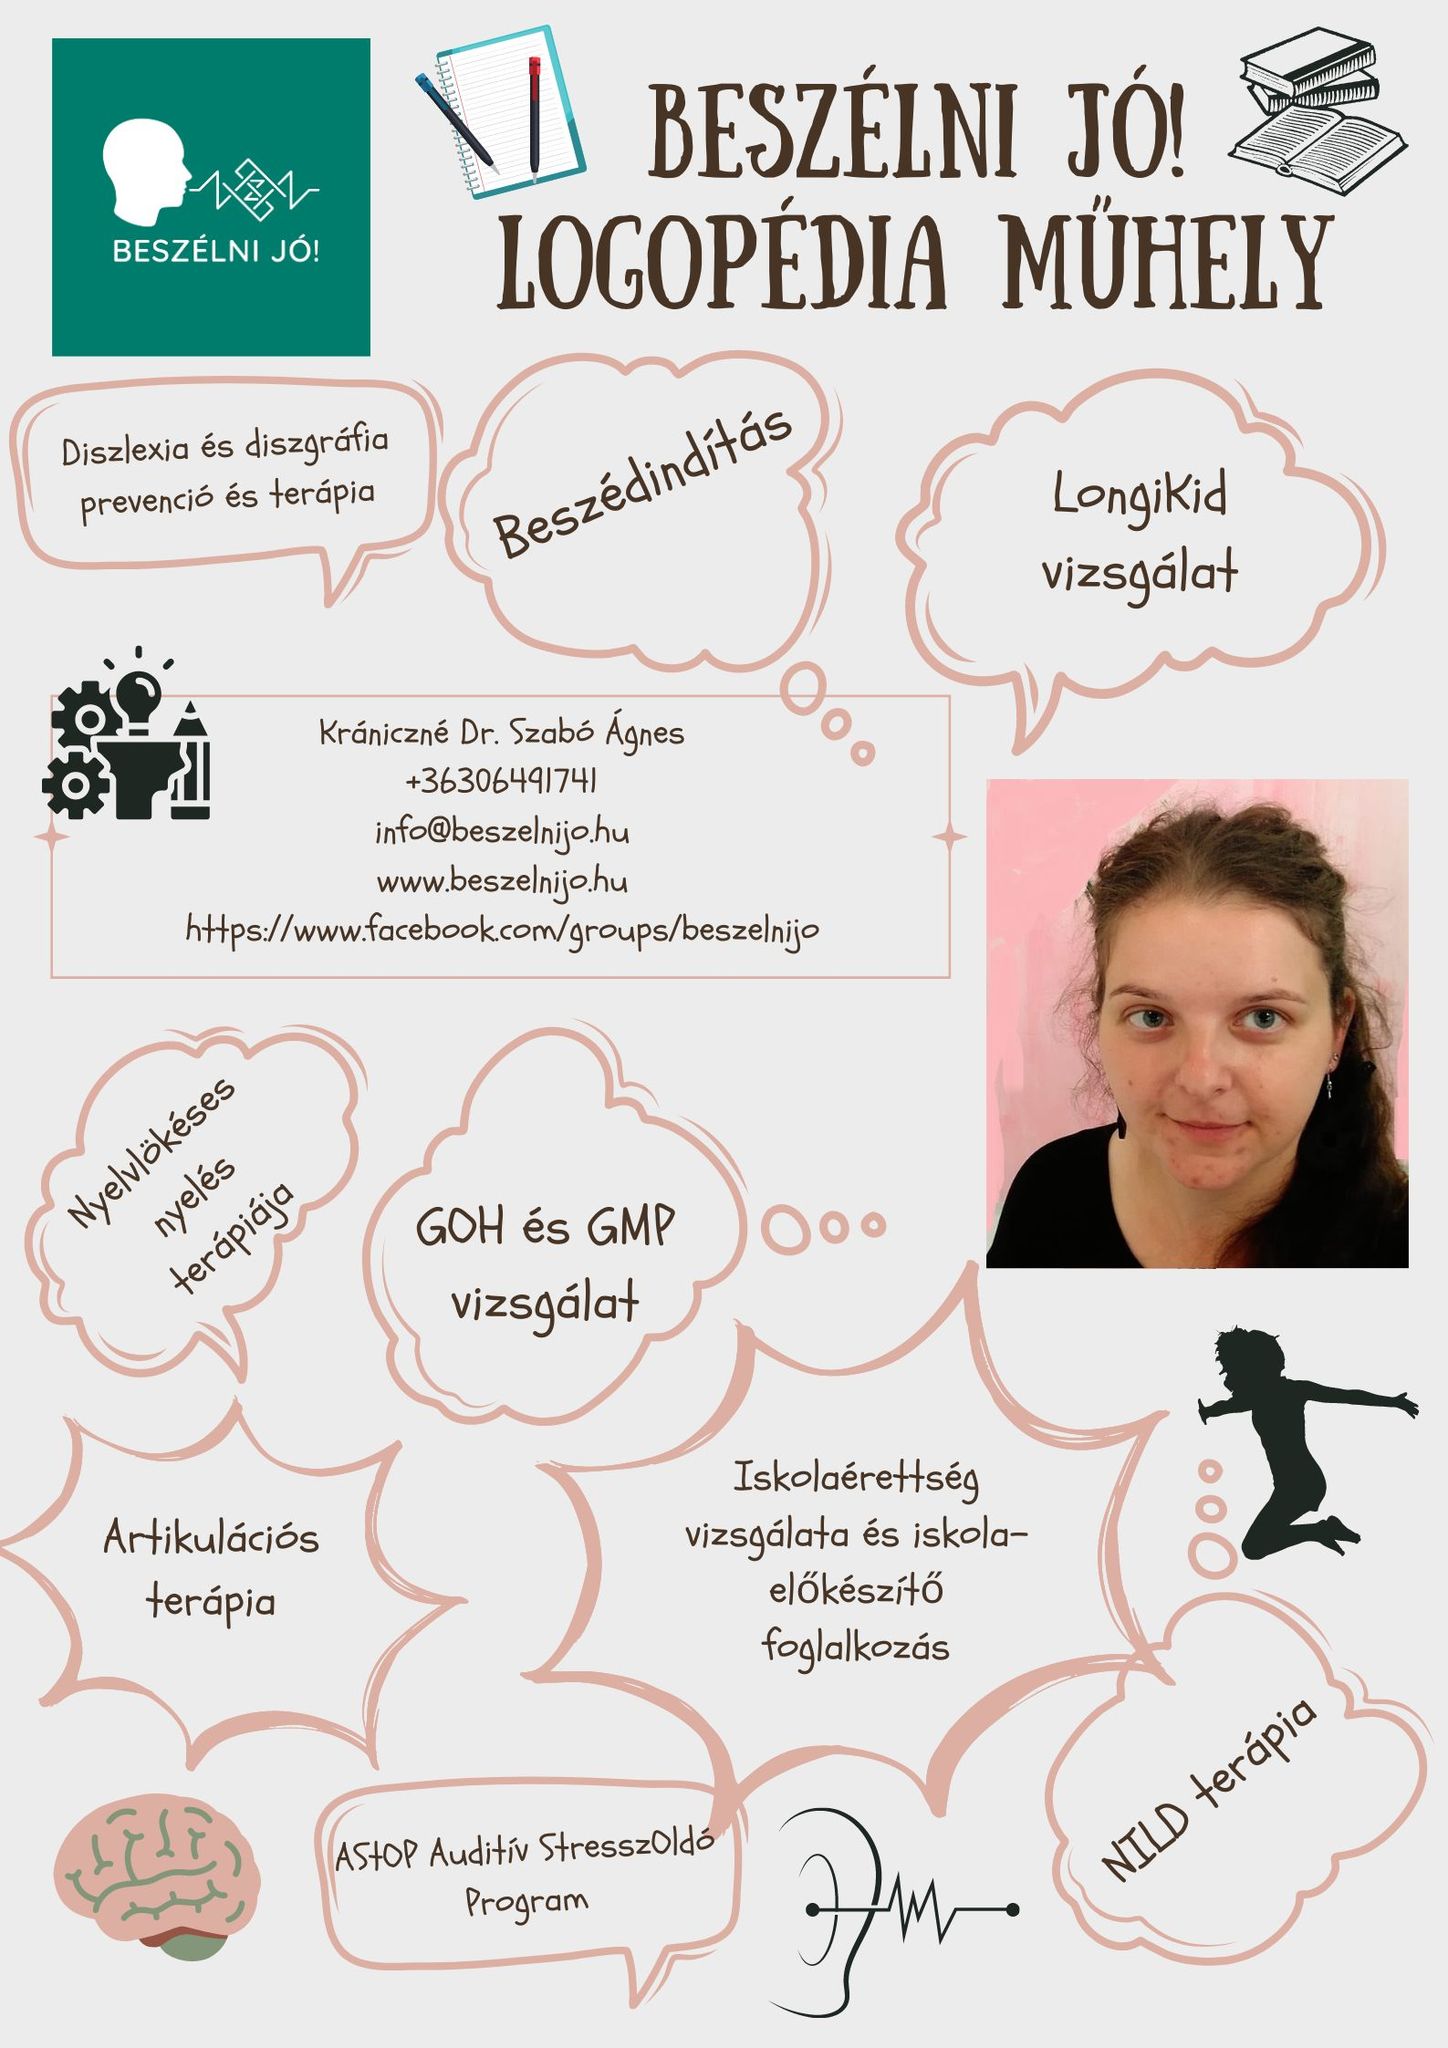 BESZÉLNI JÓ!
BESZÉLNI JÓ!
LOGOPÉDIA MŰHELY
Diszlexia és diszgráfia
prevenció és terápia
Beszédindítás
LongiKid
vizsgálat
Krániczné Dr. Szabó Ágnes
+36306491741
info@beszelnijo.hu
www.beszelnijo.hu
https://www.facebook.com/groups/beszelnijo
Nyelvlökéses
nyelés
terápiája
GOH és GMP
vizsgálat
Artikulációs
terápia
Iskolaérettség
vizsgálata és iskola-
előkészítő
foglalkozás
NILD terápia
AStOP Auditív StresszOldó
Program